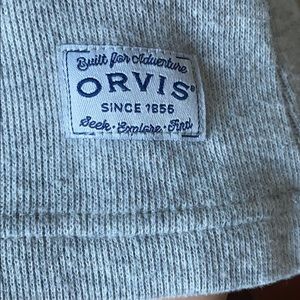 Built for Adventure
ORVIS®
SINCE 1856
Seek · Explore · Find